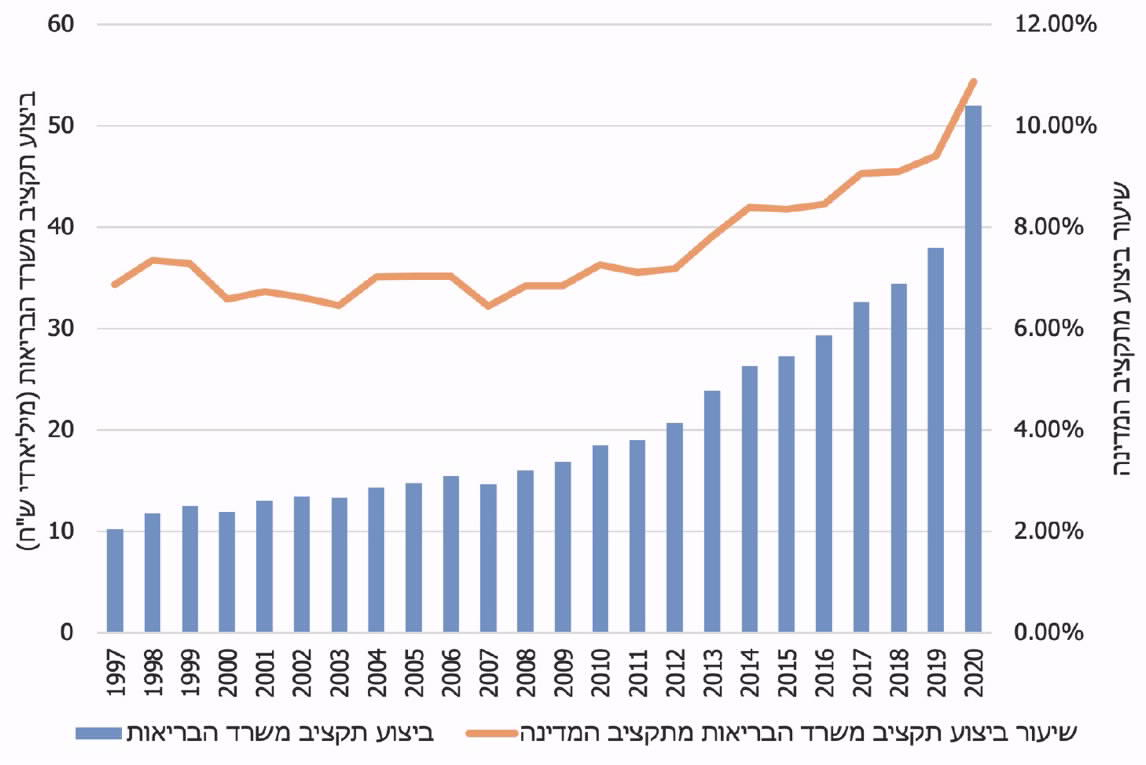 ביצוע תקציב משרד הבריאות (מיליארדי ש"ח)
60
50
40
30
20
10
0
12.00%
10.00%
8.00%
6.00%
4.00%
2.00%
0.00%
שיעור ביצוע מתקציב המדינה
1997 1998 1999 2000 2001 2002 2003 2004 2005 2006 2007 2008 2009 2010 2011 2012 2013 2014 2015 2016 2017 2018 2019 2020
ביצוע תקציב משרד הבריאות
שיעור ביצוע תקציב משרד הבריאות מתקציב המדינה